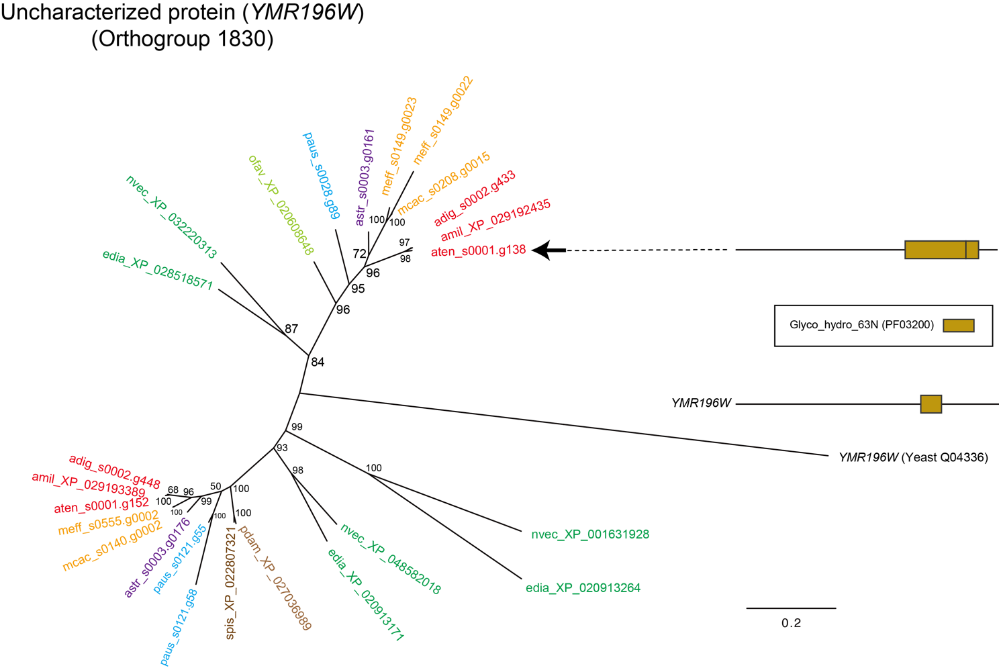 Uncharacterized protein (YMR196W)
(Orthogroup 1830)
meff_s0149.g0022
meff_s0149.g0023
astr_s0003.g0161
paus_s0028.g89
ofav_XP_020608648
mcac_s0208.g0015
adig_s0002.g433
amil_XP_029192435
aten_s0001.g138
nvec_XP_032220313
edia_XP_028518571
100
100
97
98
72
96
95
96
87
84
Glyco_hydro_63N (PF03200)
YMR196W
YMR196W (Yeast Q04336)
99
93
98
100
adig_s0002.g448
amil_XP_029193389
aten_s0001.g152
meff_s0555.g0002
mcac_s0140.g0002
astr_s0003.g0176
paus_s0121.g55
paus_s0121.g58
spis_XP_022807321
pdam_XP_027036989
68
96
50
100
100
99
100
100
100
nvec_XP_048582018
edia_XP_020913171
nvec_XP_001631928
edia_XP_020913264
0.2